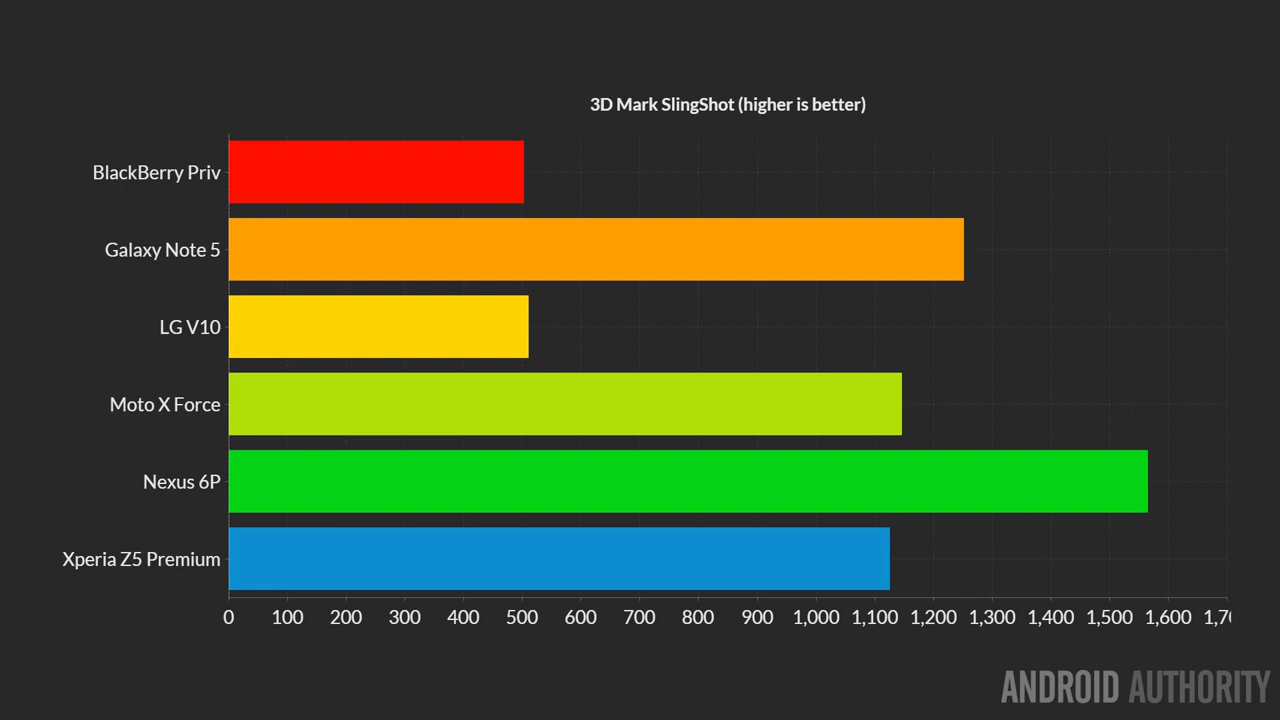 3D Mark SlingShot (higher is better)
BlackBerry Priv
Galaxy Note 5
LG V10
Moto X Force
Nexus 6P
Xperia Z5 Premium
0 100 200 300 400 500 600 700 800 900 1,000 1,100 1,200 1,300 1,400 1,500 1,600
ANDROID AUTHORITY